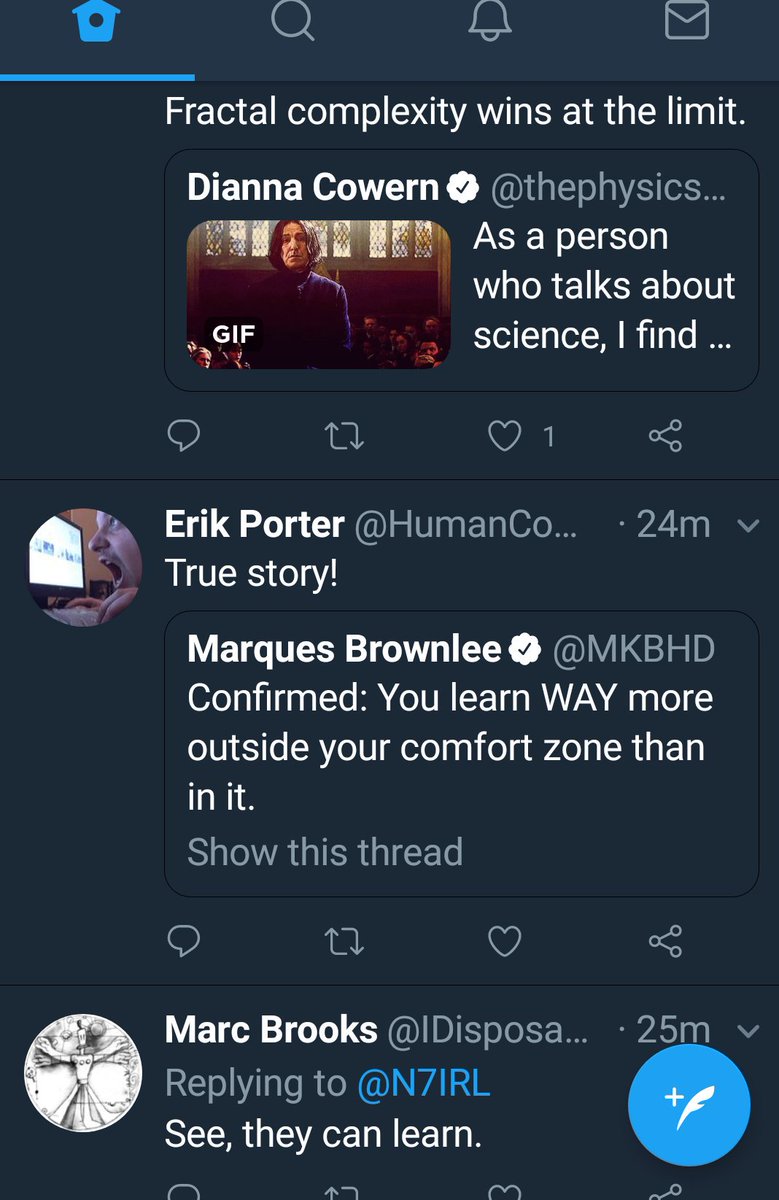 Fractal complexity wins at the limit.
Dianna Cowern @thephysics...
GIF
As a person
who talks about
science, I find ...
1
Erik Porter @HumanCo... · 24m
True story!
Marques Brownlee @MKBHD
Confirmed: You learn WAY more
outside your comfort zone than
in it.
Show this thread
Marc Brooks @IDisposa... · 25m
Replying to @N7IRL
See, they can learn.